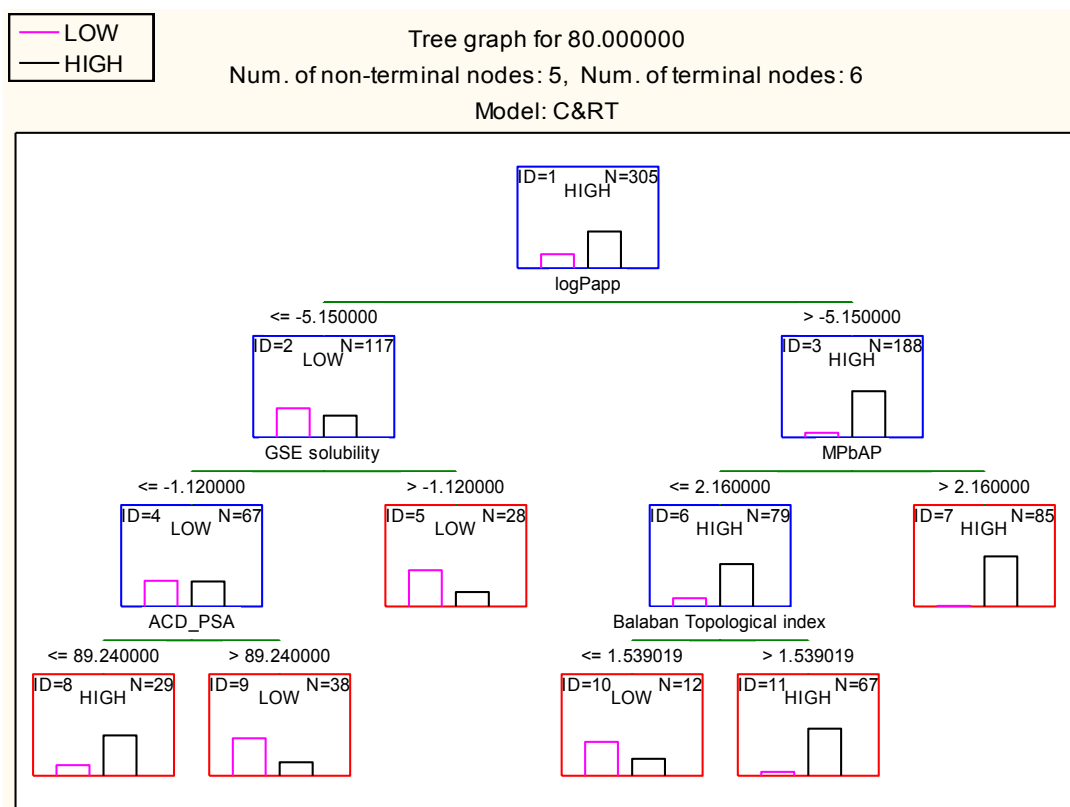 LOW
HIGH
Tree graph for 80.000000
Num. of non-terminal nodes: 5, Num. of terminal nodes: 6
Model: C&RT
ID=1 N=305
HIGH
logPapp
<= -5.150000 > -5.150000
ID=2 N=117 ID=3 N=188
LOW HIGH
GSE solubility MPbAP
<= -1.120000 > -1.120000 <= 2.160000 > 2.160000
ID=4 N=67 ID=5 N=28 ID=6 N=79 ID=7 N=85
LOW LOW HIGH HIGH
ACD_PSA Balaban Topological index
<= 89.240000 > 89.240000 <= 1.539019 > 1.539019
ID=8 N=29 ID=9 N=38 ID=10 N=12 ID=11 N=67
HIGH LOW LOW HIGH